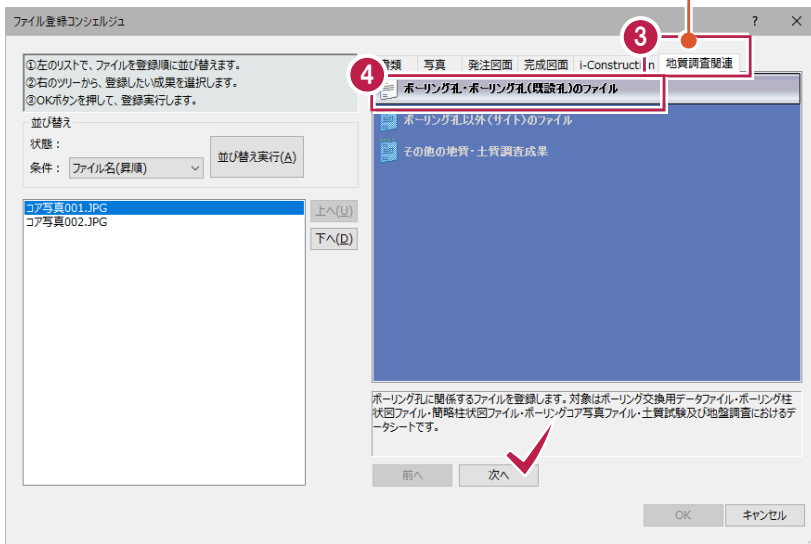 ファイル登録コンシェルジュ
?
①左のリストで、ファイルを登録順に並び替えます。
②右のツリーから、登録したい成果を選択します。
③OKボタンを押して、登録実行します。
並び替え
状態：
条件： ファイル名(昇順)
並び替え実行(A)
コア写真001.JPG
コア写真002.JPG
上へ(U)
下へ(D)
3
類 写真 発注図面 完成図面 i-Construction 地質調査関連
4
ボーリング孔・ボーリング孔(既設孔)のファイル
ボーリング孔以外(サイト)のファイル
その他の地質・土質調査成果
ボーリング孔に関係するファイルを登録します。対象はボーリング交換用データファイル・ボーリング柱
状図ファイル・簡略柱状図ファイル・ボーリングコア写真ファイル・土質試験及び地盤調査におけるデ
ータシートです。
前へ
次へ
OK
キャンセル